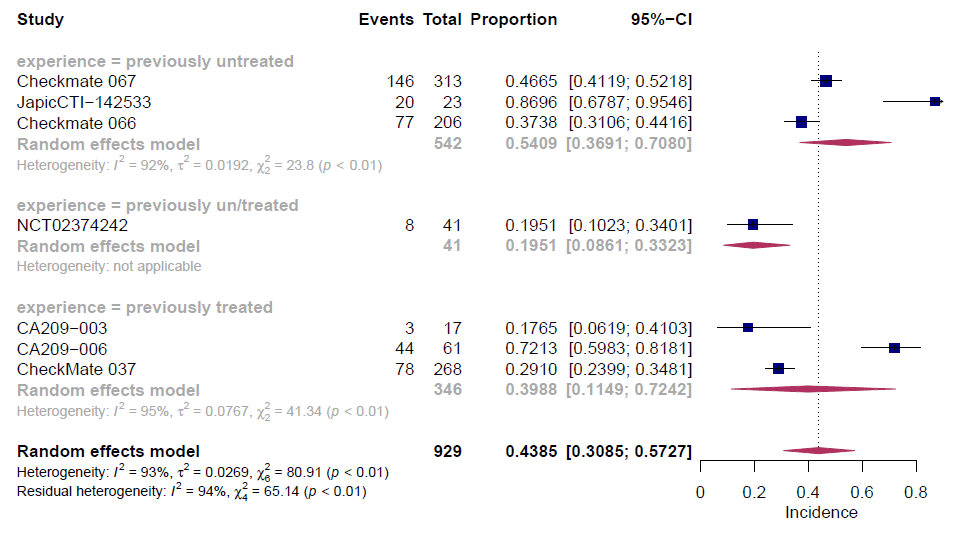 Study Events Total Proportion 95%−CI
experience = previously untreated
Checkmate 067 146 313 0.4665 [0.4119; 0.5218]
JapicCTI−142533 20 23 0.8696 [0.6787; 0.9546]
Checkmate 066 77 206 0.3738 [0.3106; 0.4416]
Random effects model 542 0.5409 [0.3691; 0.7080]
Heterogeneity: I² = 92%, τ² = 0.0192, χ²₂ = 23.8 (p < 0.01)
experience = previously un/treated
NCT02374242 8 41 0.1951 [0.1023; 0.3401]
Random effects model 41 0.1951 [0.0861; 0.3323]
Heterogeneity: not applicable
experience = previously treated
CA209−003 3 17 0.1765 [0.0619; 0.4103]
CA209−006 44 61 0.7213 [0.5983; 0.8181]
CheckMate 037 78 268 0.2910 [0.2399; 0.3481]
Random effects model 346 0.3988 [0.1149; 0.7242]
Heterogeneity: I² = 95%, τ² = 0.0767, χ²₂ = 41.34 (p < 0.01)
Random effects model 929 0.4385 [0.3085; 0.5727]
Heterogeneity: I² = 93%, τ² = 0.0269, χ²₆ = 80.91 (p < 0.01)
Residual heterogeneity: I² = 94%, χ²₄ = 65.14 (p < 0.01)
0 0.2 0.4 0.6 0.8
Incidence